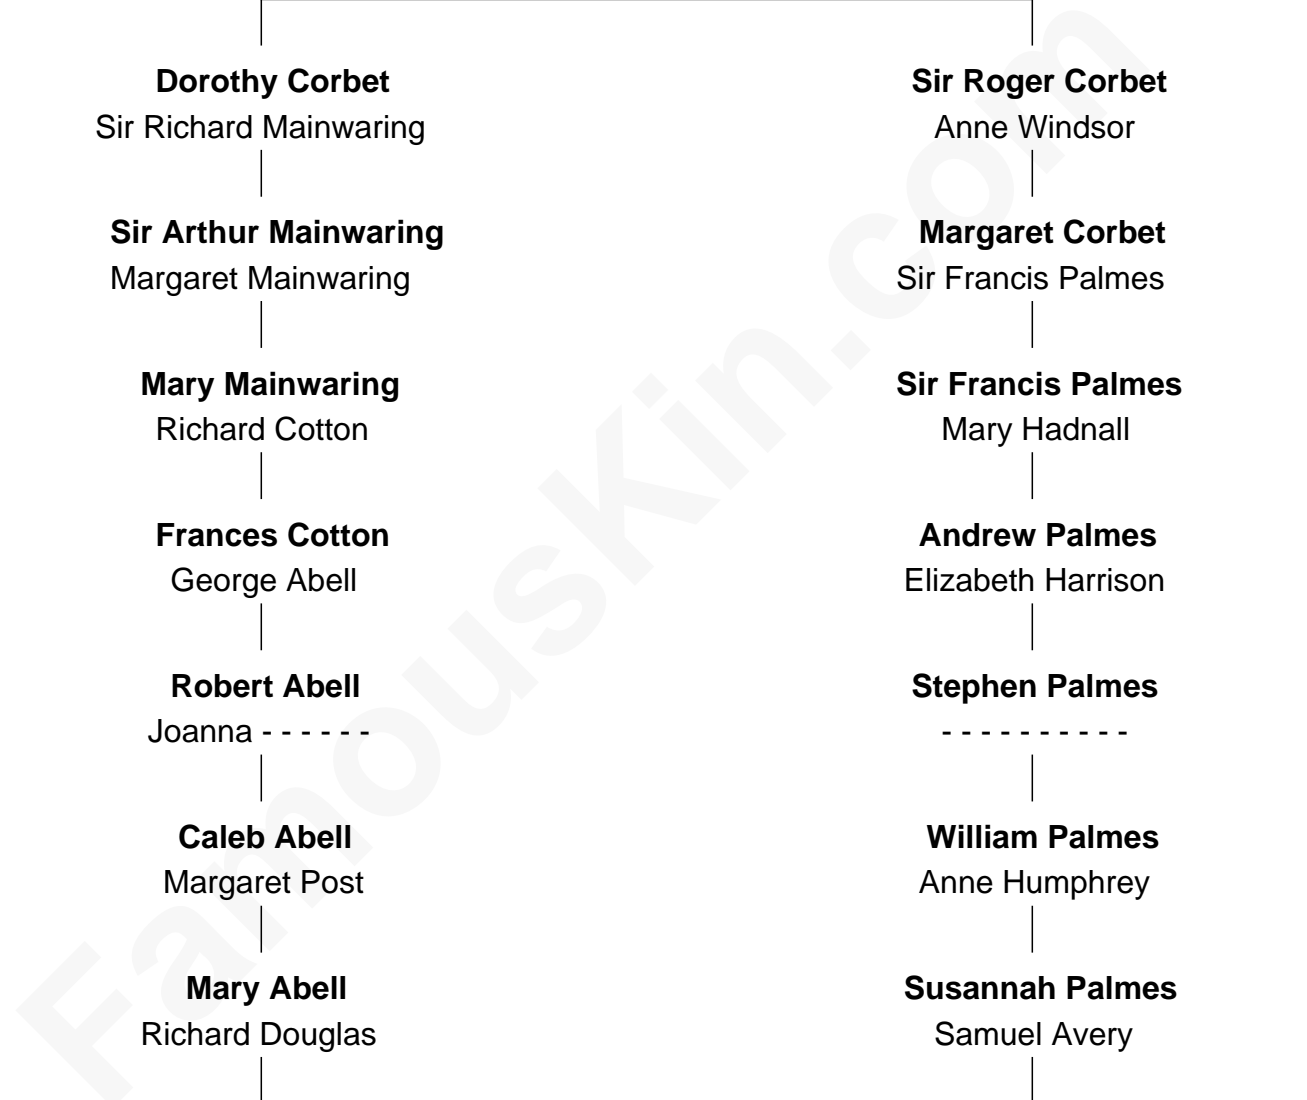 Dorothy Corbet
Sir Richard Mainwaring
Sir Arthur Mainwaring
Margaret Mainwaring
Mary Mainwaring
Richard Cotton
Frances Cotton
George Abell
Robert Abell
Joanna - - - - - -
Caleb Abell
Margaret Post
Mary Abell
Richard Douglas
Sir Roger Corbet
Anne Windsor
Margaret Corbet
Sir Francis Palmes
Sir Francis Palmes
Mary Hadnall
Andrew Palmes
Elizabeth Harrison
Stephen Palmes
- - - - - - - - - -
William Palmes
Anne Humphrey
Susannah Palmes
Samuel Avery
FamousKin.com